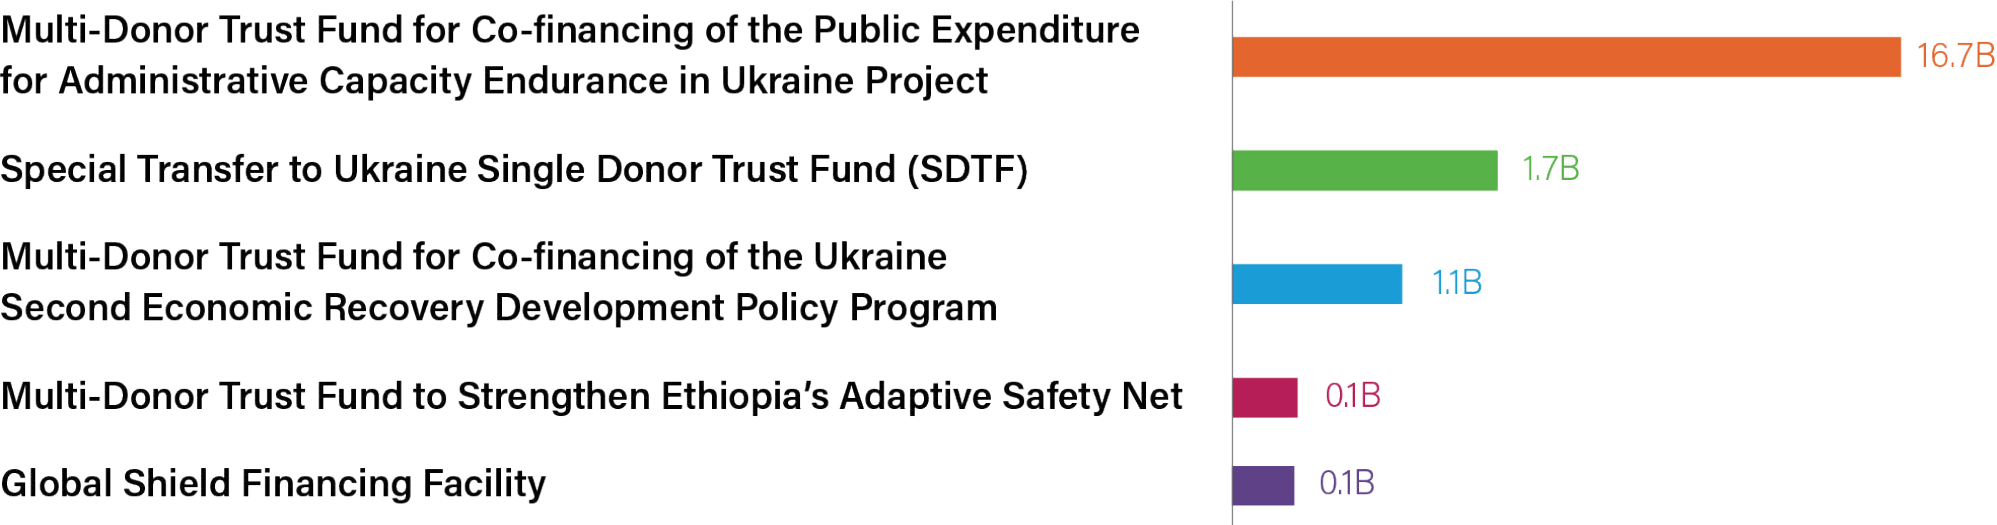 Multi-Donor Trust Fund for Co-financing of the Public Expenditure
for Administrative Capacity Endurance in Ukraine Project
16.7B
Special Transfer to Ukraine Single Donor Trust Fund (SDTF)
1.7B
Multi-Donor Trust Fund for Co-financing of the Ukraine
Second Economic Recovery Development Policy Program
1.1B
Multi-Donor Trust Fund to Strengthen Ethiopia’s Adaptive Safety Net
0.1B
Global Shield Financing Facility
0.1B